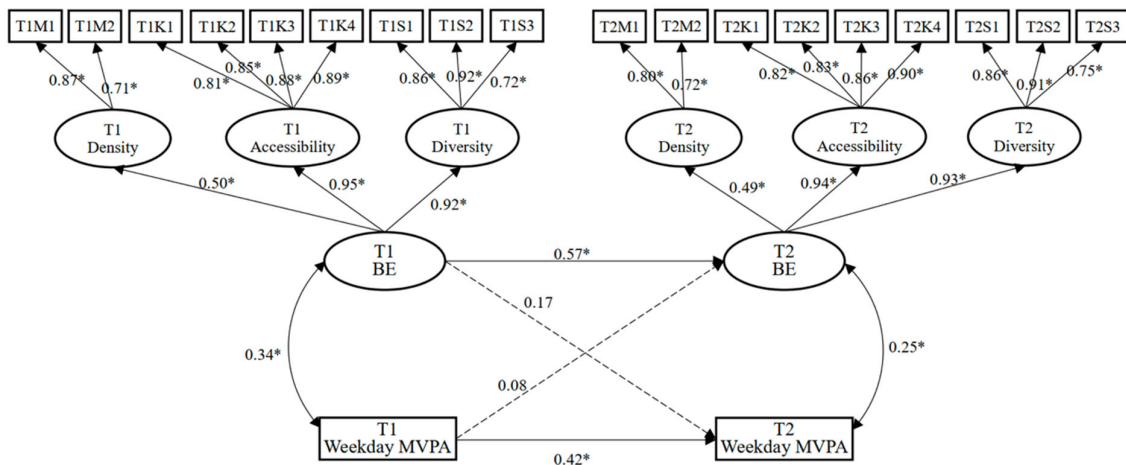 T1M1 T1M2 T1K1 T1K2 T1K3 T1K4 T1S1 T1S2 T1S3 T2M1 T2M2 T2K1 T2K2 T2K3 T2K4 T2S1 T2S2 T2S3
0.87* 0.71* 0.81* 0.85* 0.88* 0.89* 0.86* 0.92* 0.72* 0.80* 0.72* 0.82* 0.83* 0.86* 0.90* 0.86* 0.91* 0.75*
T1
Density
T1
Accessibility
T1
Diversity
T2
Density
T2
Accessibility
T2
Diversity
0.50* 0.95* 0.92* 0.49* 0.94* 0.93*
T1
BE
0.57*
T2
BE
0.17
0.34*
0.25*
0.08
T1
Weekday MVPA
0.42*
T2
Weekday MVPA